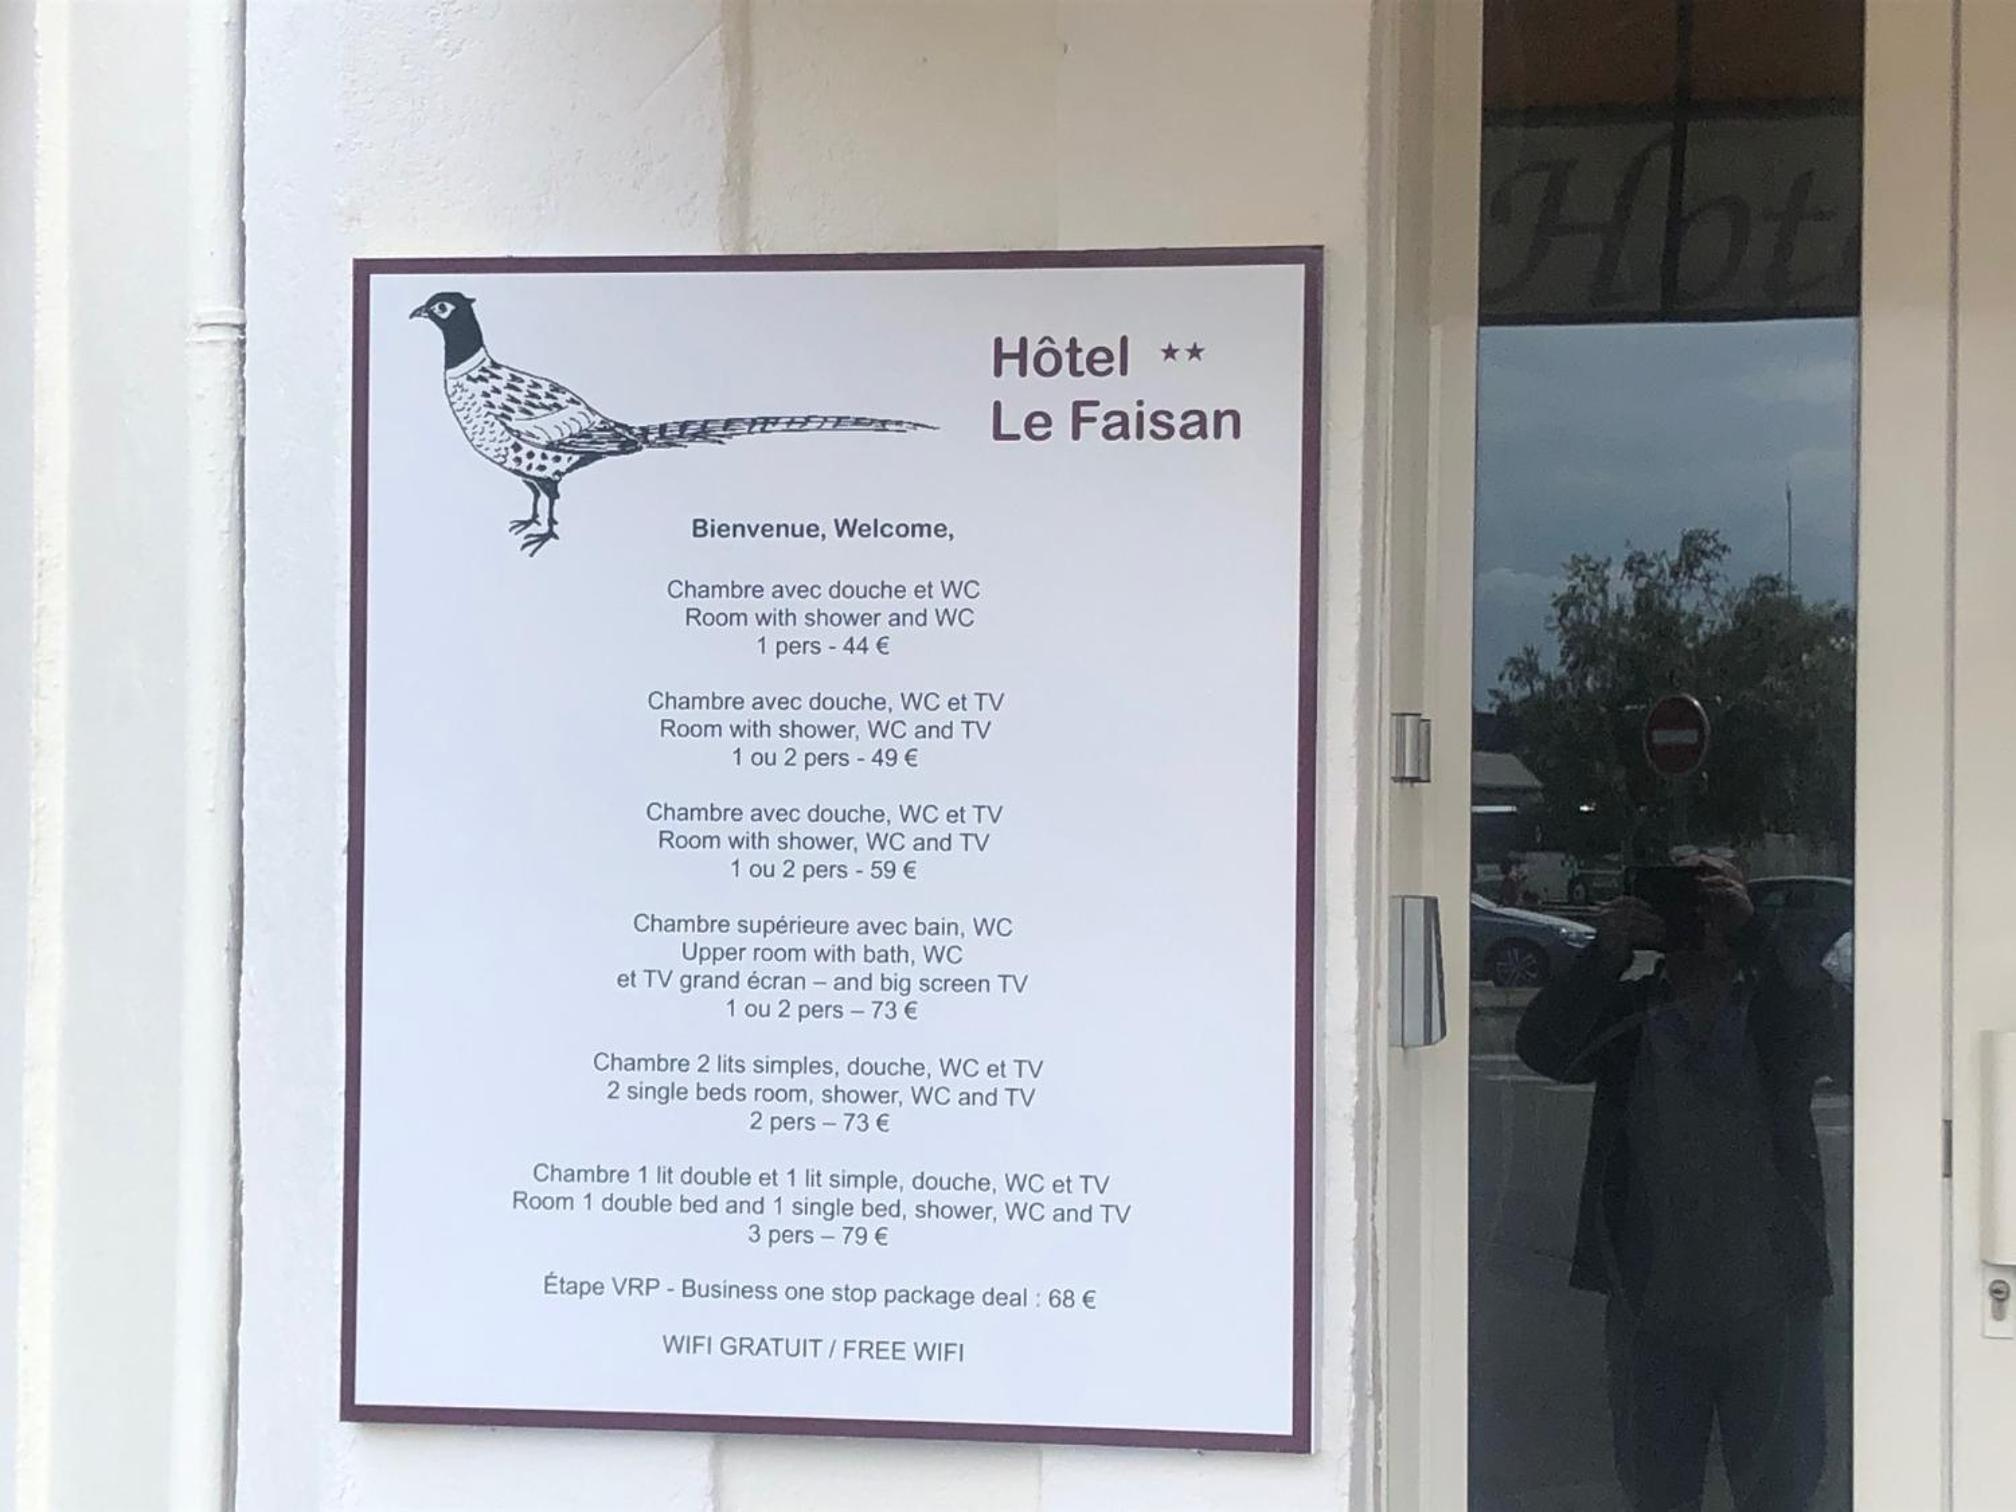 Hôtel **
Le Faisan
Bienvenue, Welcome,
Chambre avec douche et WC
Room with shower and WC
1 pers - 44 €
Chambre avec douche, WC et TV
Room with shower, WC and TV
1 ou 2 pers - 49 €
Chambre avec douche, WC et TV
Room with shower, WC and TV
1 ou 2 pers - 59 €
Chambre supérieure avec bain, WC
Upper room with bath, WC
et TV grand écran – and big screen TV
1 ou 2 pers – 73 €
Chambre 2 lits simples, douche, WC et TV
2 single beds room, shower, WC and TV
2 pers – 73 €
Chambre 1 lit double et 1 lit simple, douche, WC et TV
Room 1 double bed and 1 single bed, shower, WC and TV
3 pers – 79 €
Étape VRP - Business one stop package deal : 68 €
WIFI GRATUIT / FREE WIFI
Hot